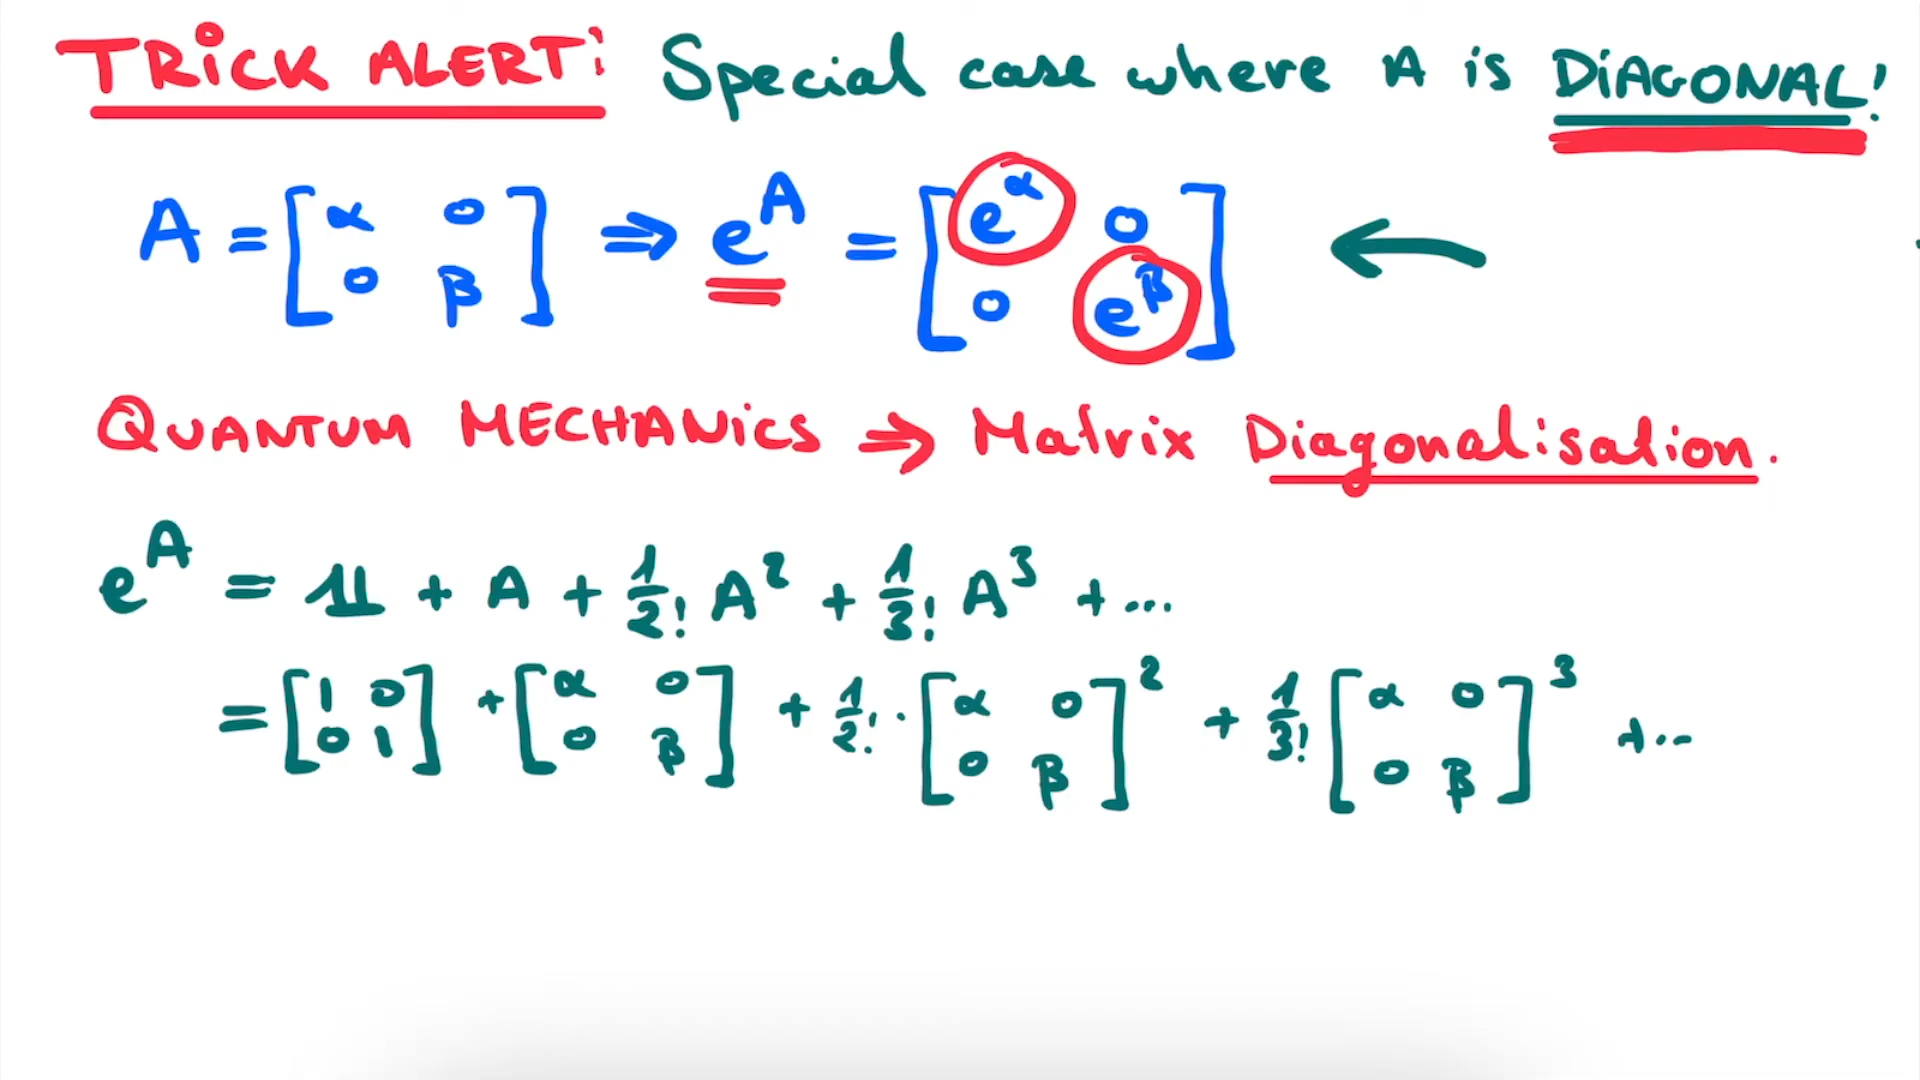 TRICK ALERT: Special case where A is DIAGONAL!
A = [α 0; 0 β] ⇒ e^A = [e^α 0; 0 e^β] ←
QUANTUM MECHANICS ⇒ Matrix Diagonalisation.
e^A = 𝟙 + A + 1/2! A² + 1/3! A³ + ...
= [1 0; 0 1] + [α 0; 0 β] + 1/2! · [α 0; 0 β]² + 1/3! [α 0; 0 β]³ + ...